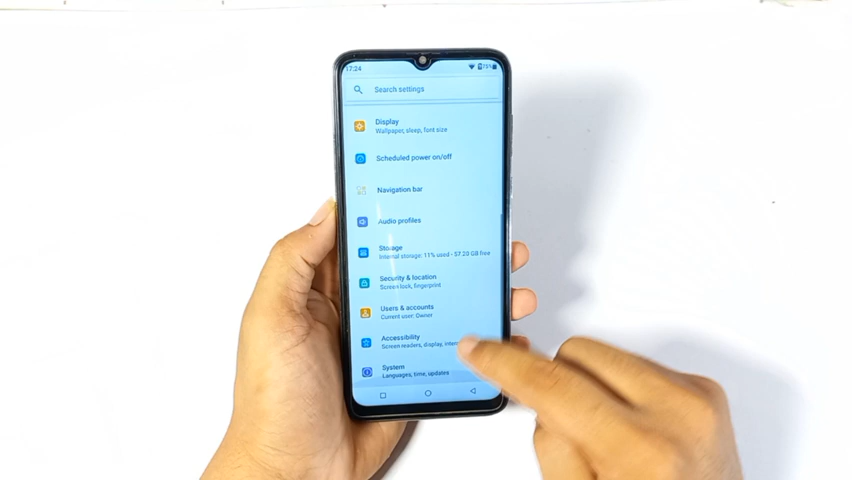 17:24
75%
Search settings
Display
Wallpaper, sleep, font size
Scheduled power on/off
Navigation bar
Audio profiles
Storage
Internal storage: 11% used - 57.20 GB free
Security & location
Screen lock, fingerprint
Users & accounts
Current user: Owner
Accessibility
Screen readers, display,
System
Languages, time, updates